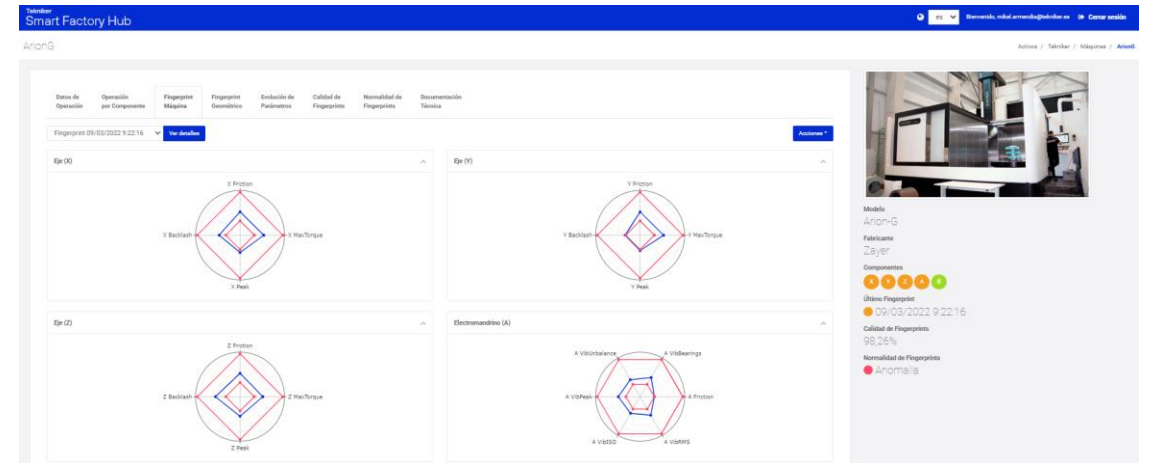 Tekniker
Smart Factory Hub
es
Bienvenido, mikel.armendia@tekniker.es
Cerrar sesión
ArionG
Activos / Tekniker / Máquinas / ArionG
Datos de Operación
Operación por Componente
Fingerprint Máquina
Fingerprint Geométrico
Evolución de Parámetros
Calidad de Fingerprints
Normalidad de Fingerprints
Documentación Técnica
Fingerprint 09/03/2022 9:22:16
Ver detalles
Acciones
Eje (X)
X Friction
X Backlash
X MaxTorque
X Peak
Eje (Y)
Y Friction
Y Backlash
Y MaxTorque
Y Peak
Eje (Z)
Z Friction
Z Backlash
Z MaxTorque
Z Peak
Electromandrino (A)
A VibUnbalance
A VibBearings
A VibPeak
A Friction
A VibISO
A VibRMS
Modelo
Arion-G
Fabricante
Zayer
Componentes
X Y Z A
Último Fingerprint
09/03/2022 9:22:16
Calidad de Fingerprints
98,26%
Normalidad de Fingerprints
Anomalía